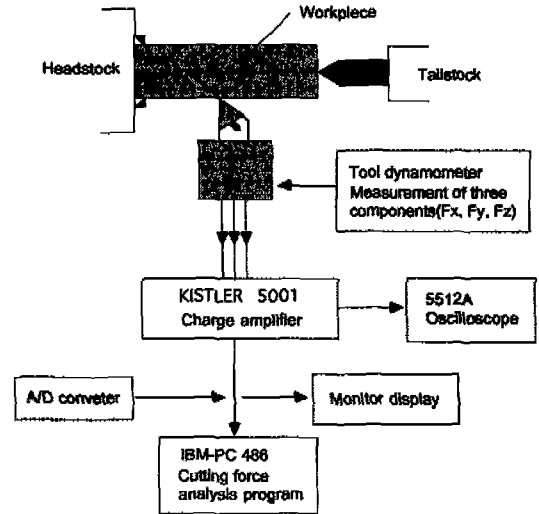 Workpiece
Headstock
Tailstock
Tool dynamometer
Measurement of three
components(Fx, Fy, Fz)
KISTLER 5001
Charge amplifier
5512A
Oscilloscope
A/D conveter
Monitor display
IBM-PC 486
Cutting force
analysis program